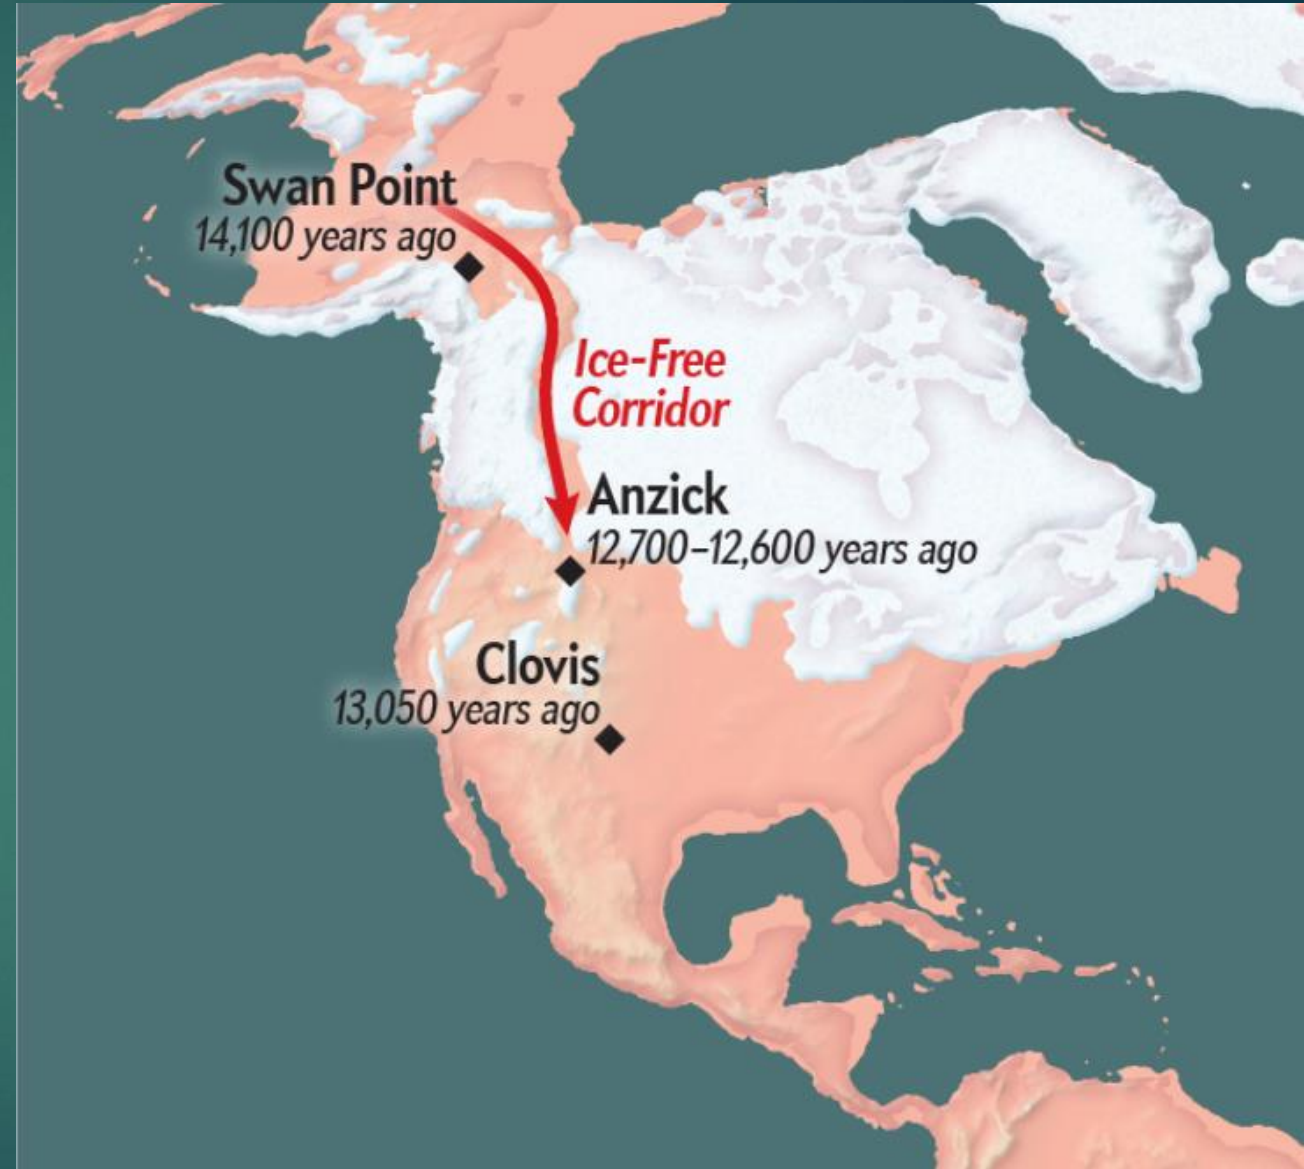 Swan Point
14,100 years ago
Ice-Free
Corridor
Anzick
12,700–12,600 years ago
Clovis
13,050 years ago